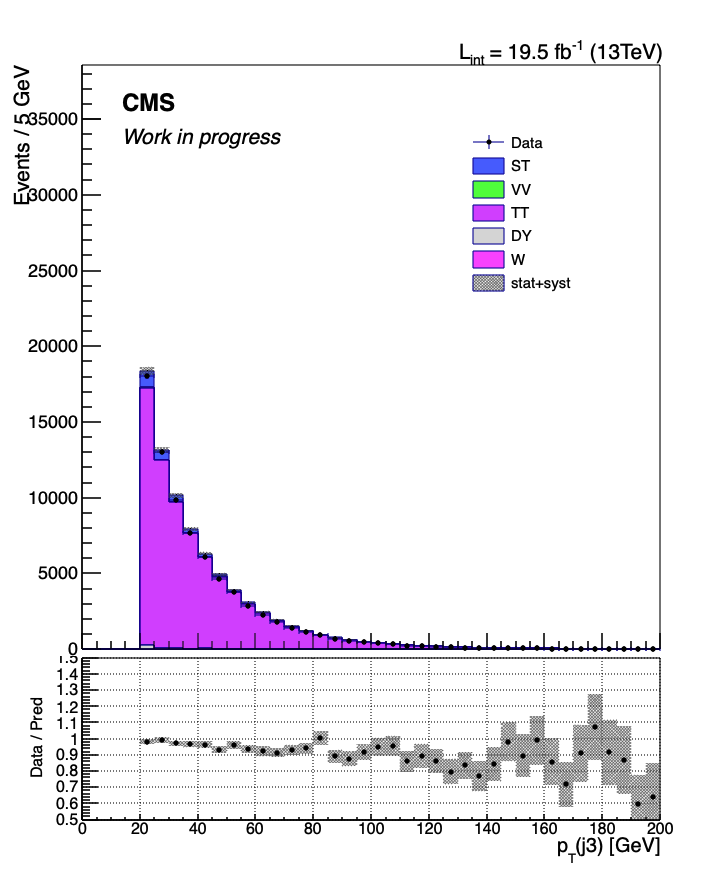 L_int = 19.5 fb^-1 (13TeV)
Events / 5 GeV
CMS
Work in progress
Data
ST
VV
TT
DY
W
stat+syst
35000
30000
25000
20000
15000
10000
5000
0
Data / Pred
1.5
1.4
1.3
1.2
1.1
1
0.9
0.8
0.7
0.6
0.5
0 20 40 60 80 100 120 140 160 180 200
p_T(j3) [GeV]